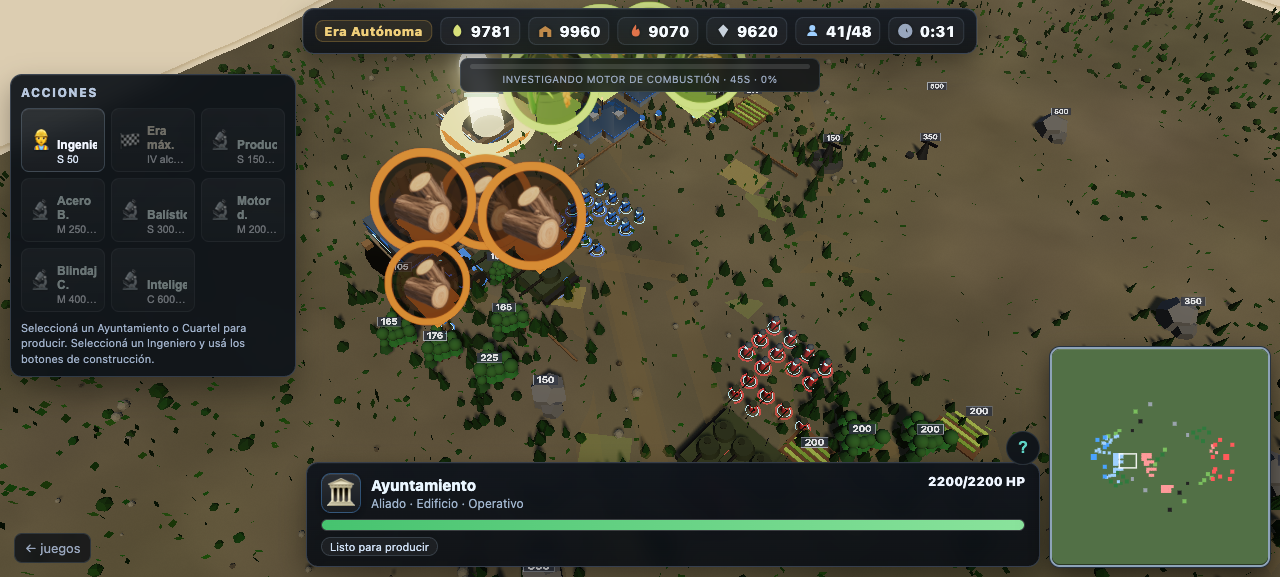 Era Autónoma
9781
9960
9070
9620
41/48
0:31
INVESTIGANDO MOTOR DE COMBUSTIÓN · 45S · 0%
ACCIONES
Ingenie
S 50
Era
máx.
IV alc...
Produc
S 150...
Acero
B.
M 250...
Balístic
S 300...
Motor
d.
M 200...
Blindaj
C.
M 400...
Intelige
C 600...
Seleccioná un Ayuntamiento o Cuartel para
producir. Seleccioná un Ingeniero y usá los
botones de construcción.
800
500
150
350
165
165
176
225
150
350
200
200
200
200
?
Ayuntamiento
2200/2200 HP
Aliado · Edificio · Operativo
Listo para producir
← juegos